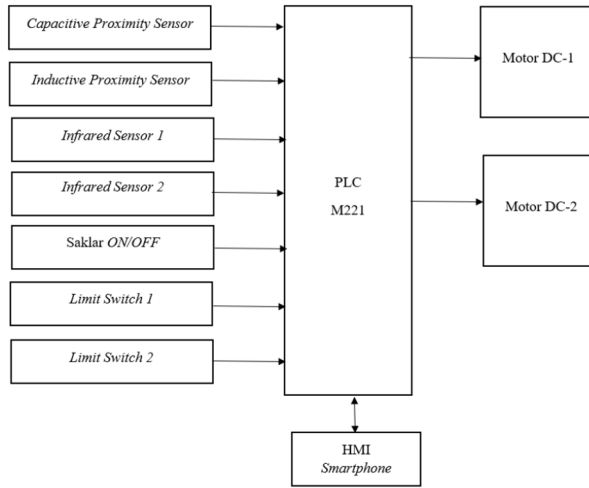 Capacitive Proximity Sensor
Inductive Proximity Sensor
Infrared Sensor 1
Infrared Sensor 2
Saklar ON/OFF
Limit Switch 1
Limit Switch 2
PLC
M221
Motor DC-1
Motor DC-2
HMI
Smartphone